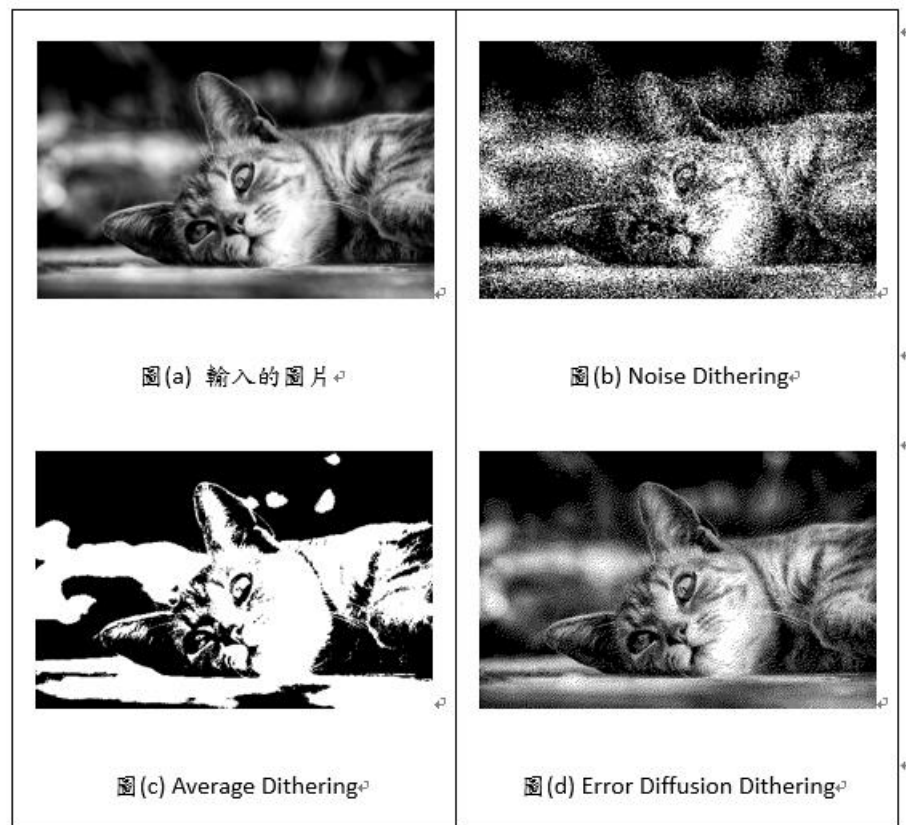 圖(a) 輸入的圖片
圖(b) Noise Dithering
圖(c) Average Dithering
圖(d) Error Diffusion Dithering